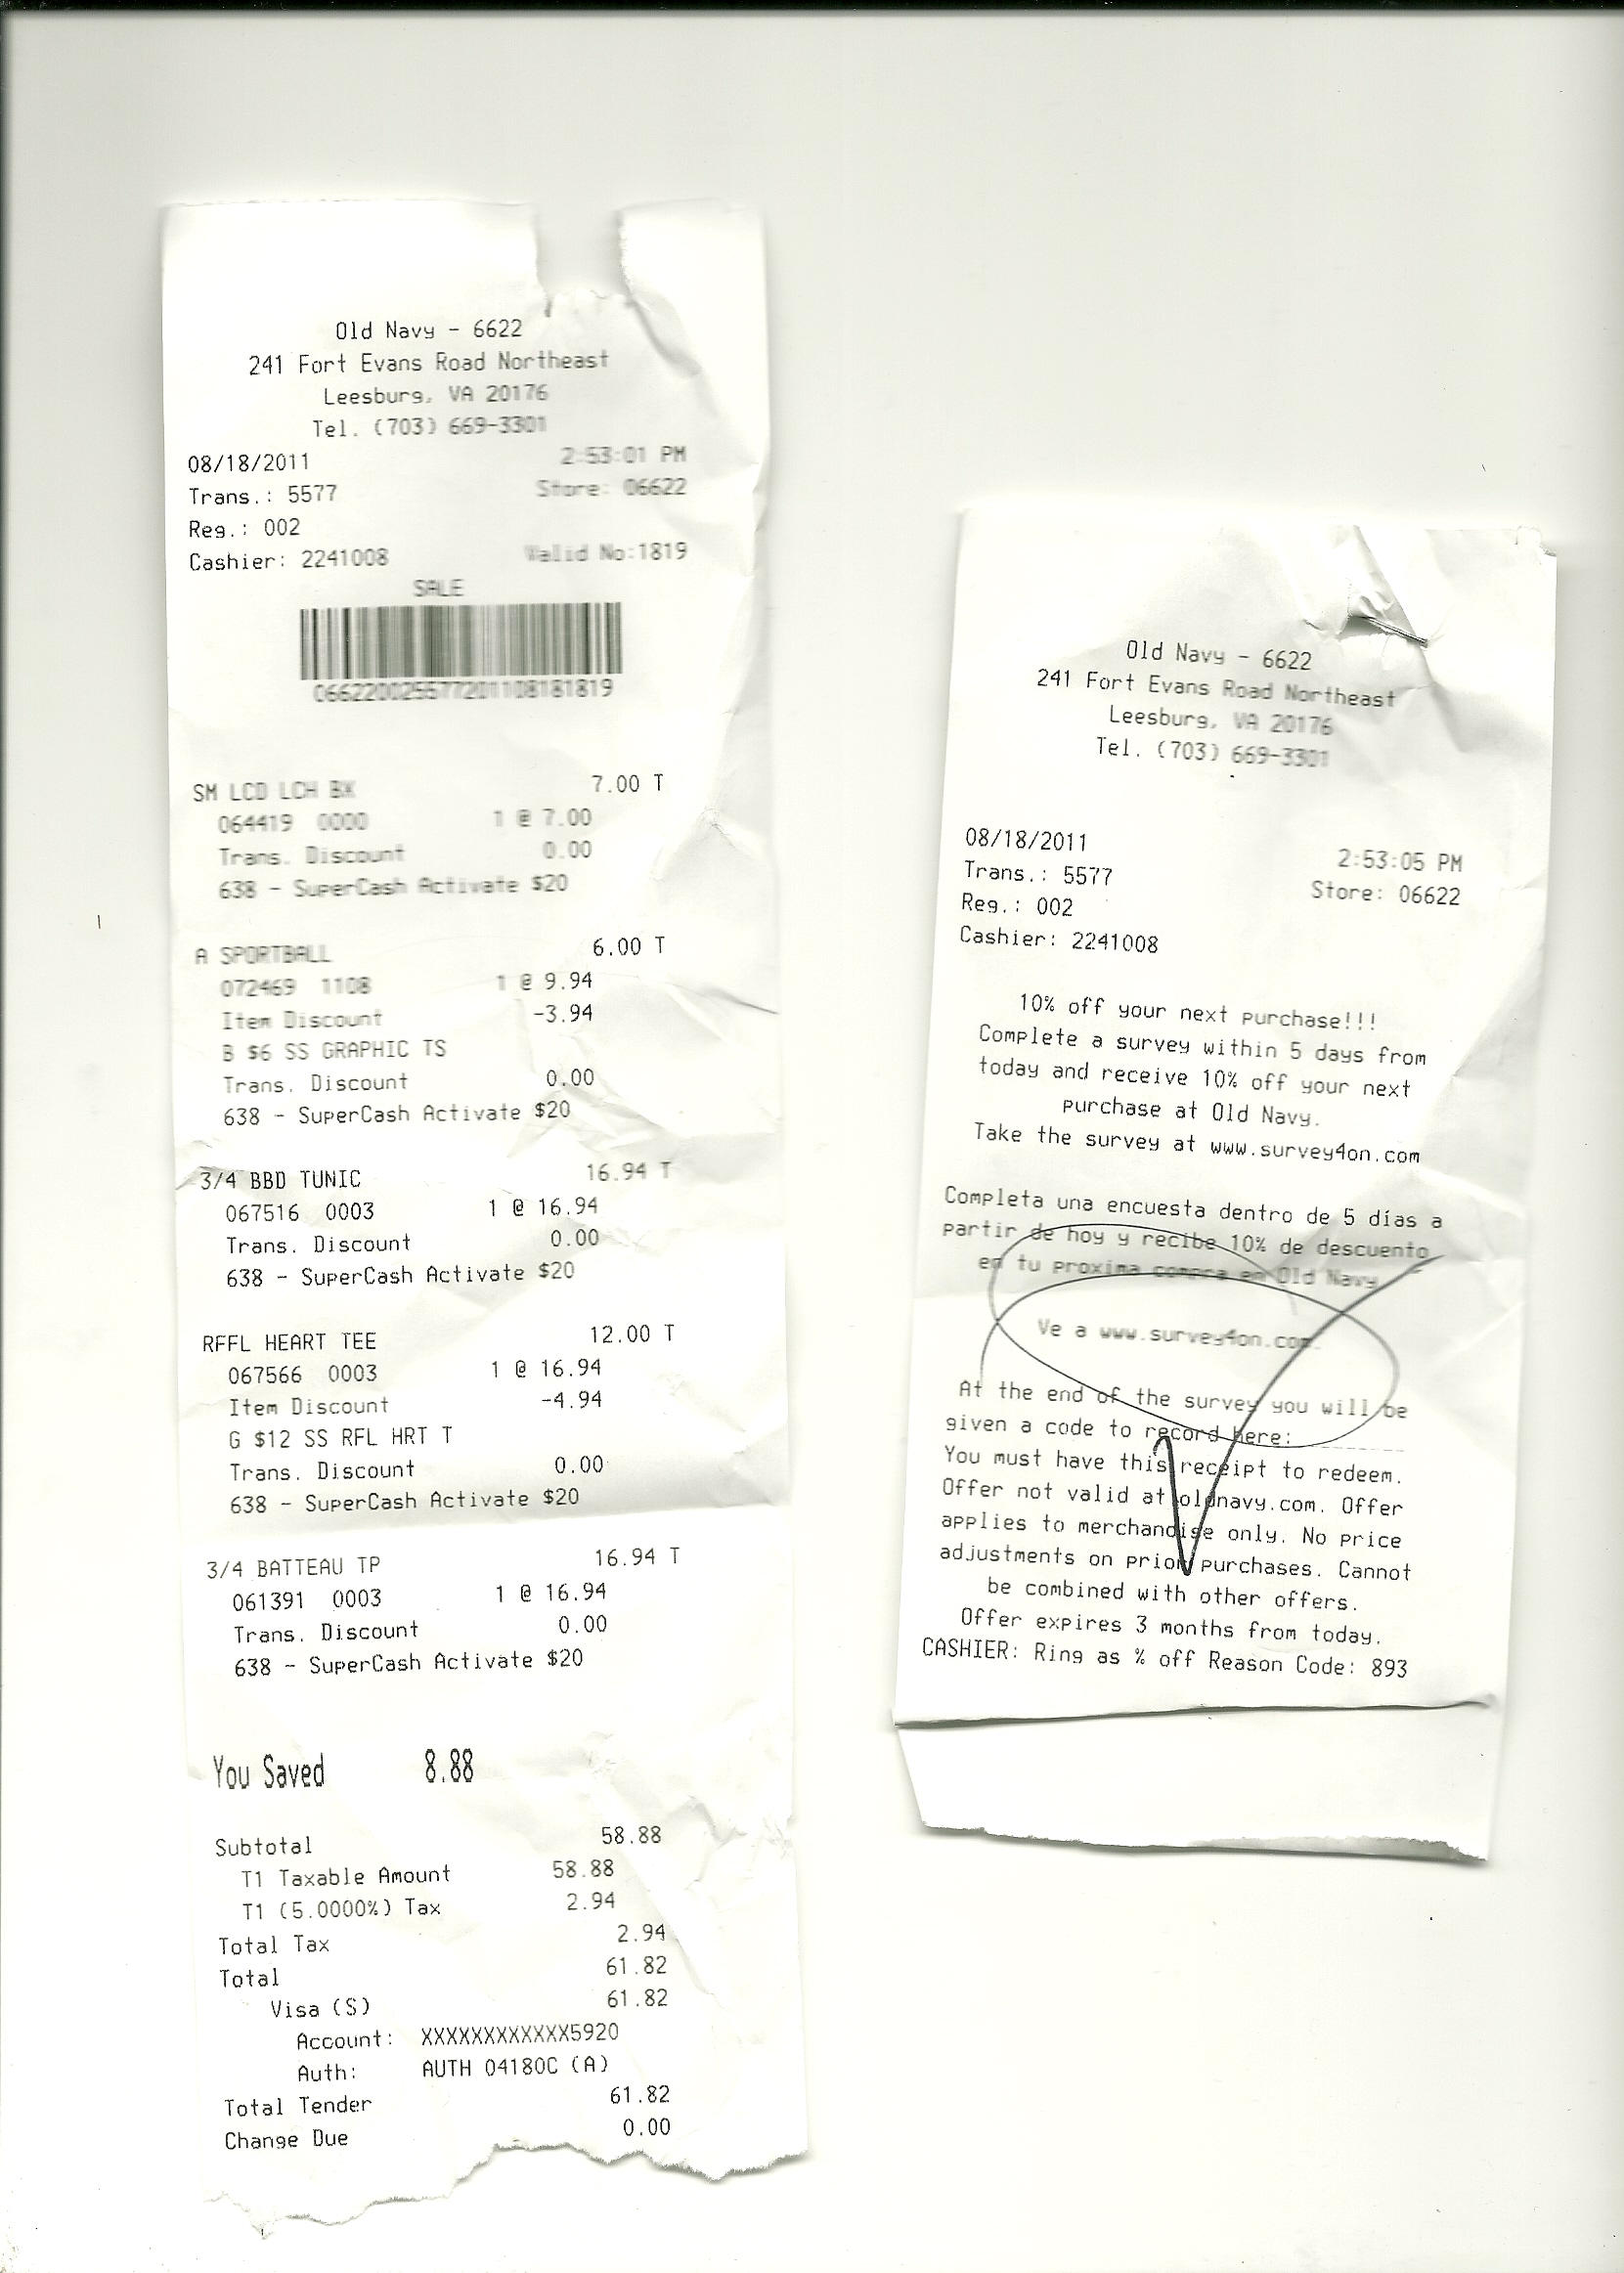 Old Navy - 6622
241 Fort Evans Road Northeast
Leesburg, VA 20176
Tel. (703) 669-3301
08/18/2011 2:53:01 PM
Trans.: 5577 Store: 06622
Reg.: 002
Cashier: 2241008 Valid No:1819
SALE
06622002557720110818​1819
SM LCD LCH BX 7.00 T
064419 0000 1 @ 7.00
Trans. Discount 0.00
638 - SuperCash Activate $20
A SPORTBALL 6.00 T
072469 1108 1 @ 9.94
Item Discount -3.94
B $6 SS GRAPHIC TS
Trans. Discount 0.00
638 - SuperCash Activate $20
3/4 BBD TUNIC 16.94 T
067516 0003 1 @ 16.94
Trans. Discount 0.00
638 - SuperCash Activate $20
RFFL HEART TEE 12.00 T
067566 0003 1 @ 16.94
Item Discount -4.94
G $12 SS RFL HRT T
Trans. Discount 0.00
638 - SuperCash Activate $20
3/4 BATTEAU TP 16.94 T
061391 0003 1 @ 16.94
Trans. Discount 0.00
638 - SuperCash Activate $20
You Saved 8.88
Subtotal 58.88
T1 Taxable Amount 58.88
T1 (5.0000%) Tax 2.94
Total Tax 2.94
Total 61.82
Visa (S) 61.82
Account: XXXXXXXXXXXX5920
Auth: AUTH 04180C (A)
Total Tender 61.82
Change Due 0.00
Old Navy - 6622
241 Fort Evans Road Northeast
Leesburg, VA 20176
Tel. (703) 669-3301
08/18/2011 2:53:05 PM
Trans.: 5577 Store: 06622
Reg.: 002
Cashier: 2241008
10% off your next purchase!!!
Complete a survey within 5 days from
today and receive 10% off your next
purchase at Old Navy.
Take the survey at www.survey4on.com
Completa una encuesta dentro de 5 días a
partir de hoy y recibe 10% de descuento
en tu proxima compra en Old Navy
Ve a www.survey4on.com.
At the end of the survey you will be
given a code to record here:
You must have this receipt to redeem.
Offer not valid at oldnavy.com. Offer
applies to merchandise only. No price
adjustments on prior purchases. Cannot
be combined with other offers.
Offer expires 3 months from today.
CASHIER: Ring as % off Reason Code: 893